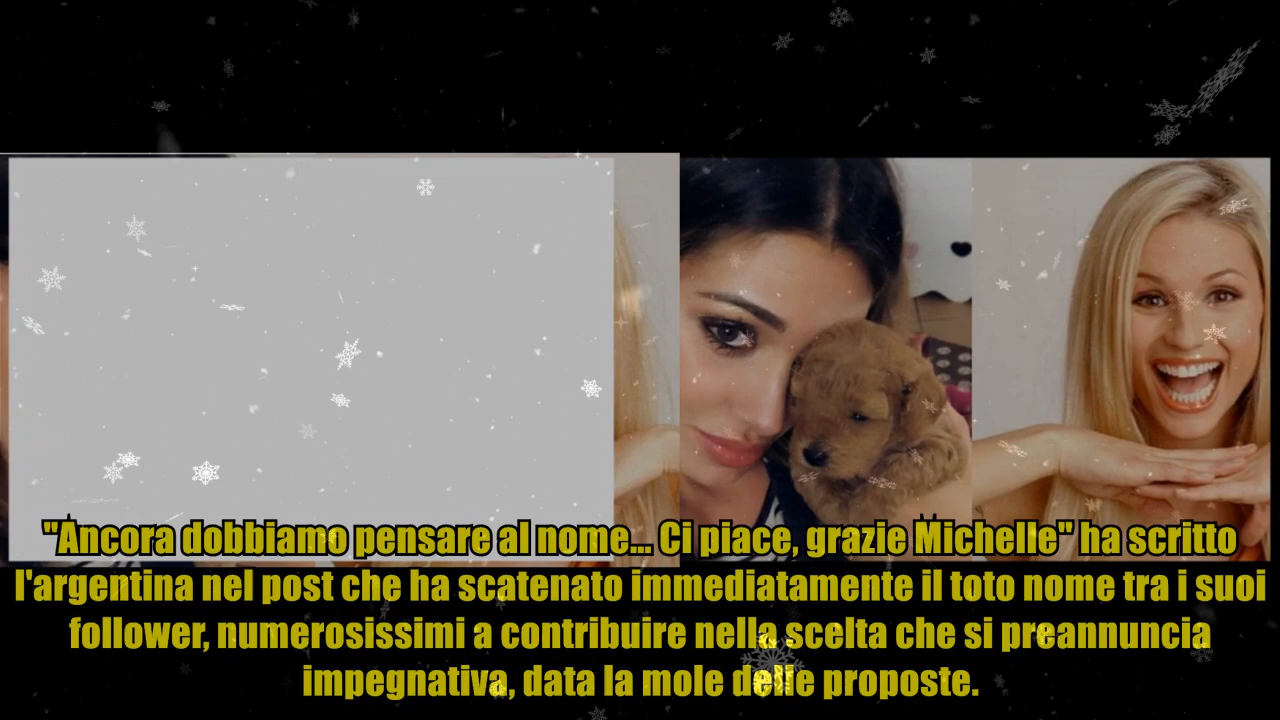 "Ancora dobbiamo pensare al nome... Ci piace, grazie Michelle" ha scritto
l'argentina nel post che ha scatenato immediatamente il toto nome tra i suoi
follower, numerosissimi a contribuire nella scelta che si preannuncia
impegnativa, data la mole delle proposte.